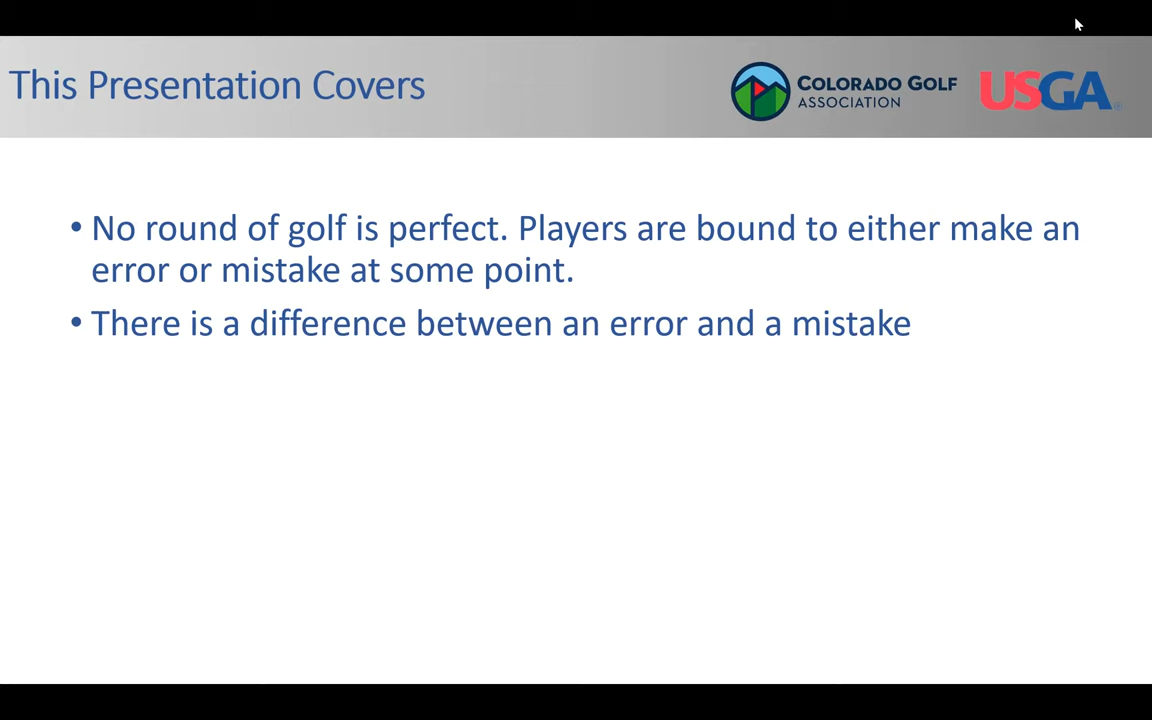 This Presentation Covers
COLORADO GOLF
ASSOCIATION
USGA®
• No round of golf is perfect. Players are bound to either make an
error or mistake at some point.
• There is a difference between an error and a mistake